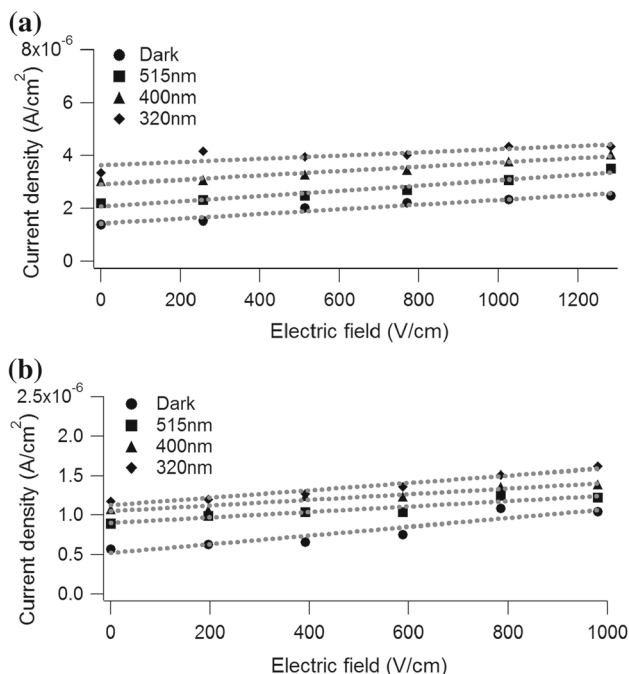 (a)
8x10⁻⁶
6
4
2
0
Current density (A/cm²)
Dark
515nm
400nm
320nm
0 200 400 600 800 1000 1200
Electric field (V/cm)
(b)
2.5x10⁻⁶
2.0
1.5
1.0
0.5
0.0
Current density (A/cm²)
Dark
515nm
400nm
320nm
0 200 400 600 800 1000
Electric field (V/cm)